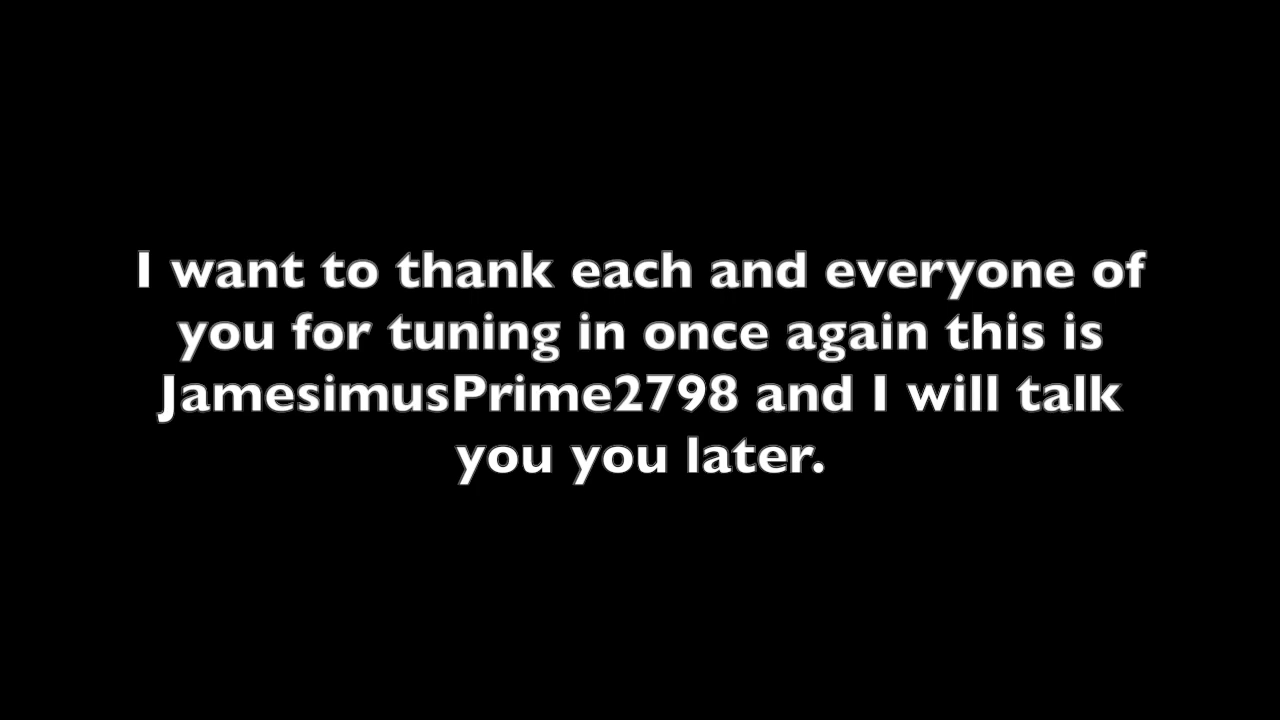 I want to thank each and everyone of
you for tuning in once again this is
JamesimusPrime2798 and I will talk
you you later.